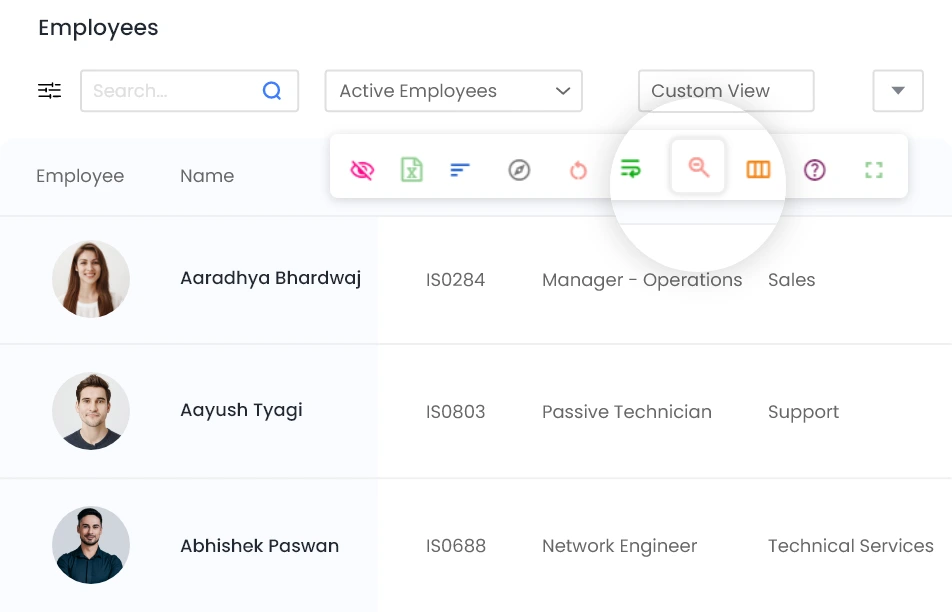 Employees
Search...
Active Employees
Custom View
Employee
Name
Aaradhya Bhardwaj
IS0284
Manager - Operations
Sales
Aayush Tyagi
IS0803
Passive Technician
Support
Abhishek Paswan
IS0688
Network Engineer
Technical Services